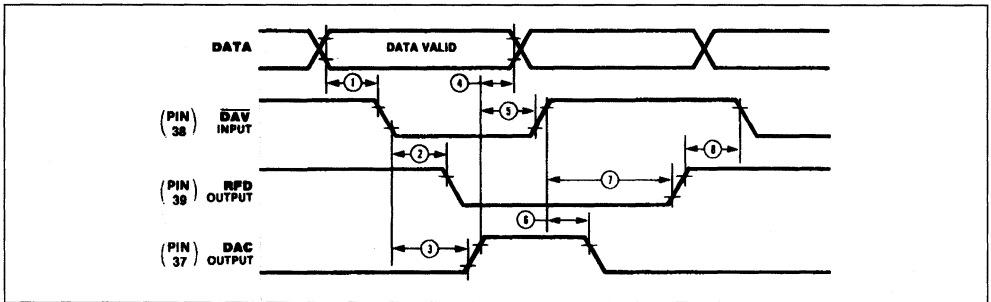 DATA
DATA VALID
1
4
(PIN 38) DAV INPUT
5
2
(PIN 39) RFD OUTPUT
8
7
6
(PIN 37) DAC OUTPUT
3